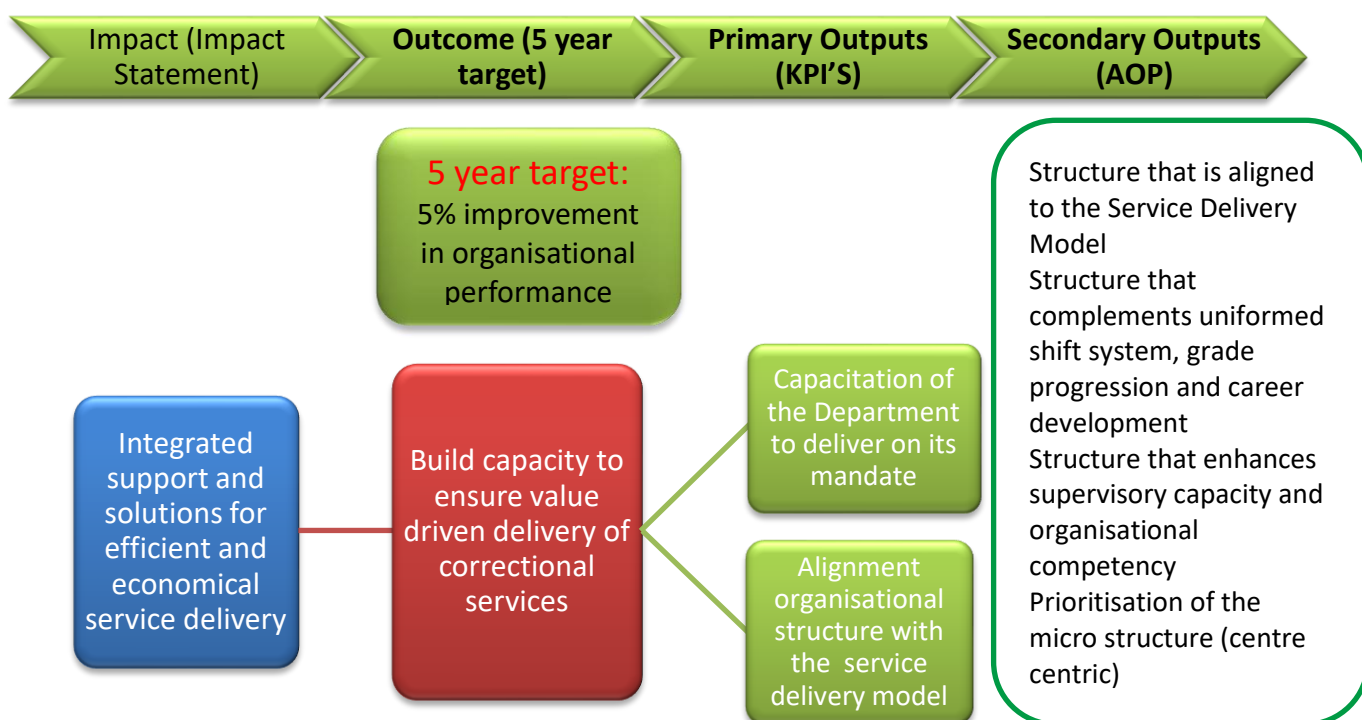 Impact (Impact
Statement)
Outcome (5 year
target)
Primary Outputs
(KPI'S)
Secondary Outputs
(AOP)
5 year target:
5% improvement
in organisational
performance
Integrated
support and
solutions for
efficient and
economical
service delivery
Build capacity to
ensure value
driven delivery of
correctional
services
Capacitation of
the Department
to deliver on its
mandate
Alignment
organisational
structure with
the service
delivery model
Structure that is aligned
to the Service Delivery
Model
Structure that
complements uniformed
shift system, grade
progression and career
development
Structure that enhances
supervisory capacity and
organisational
competency
Prioritisation of the
micro structure (centre
centric)